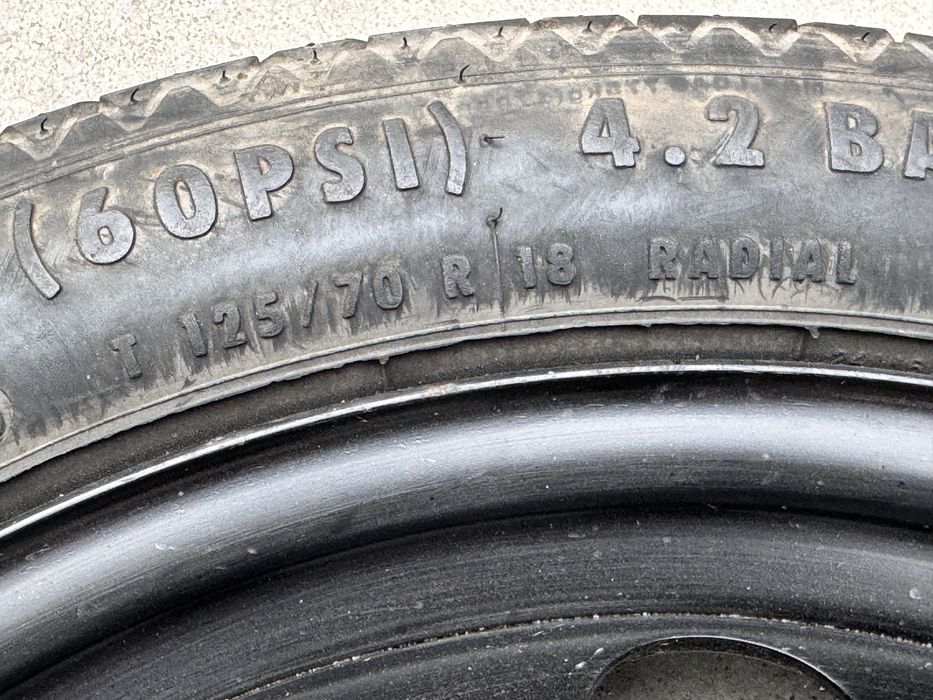 (60PSI) 4.2 BA
T 125/70 R 18 RADIAL